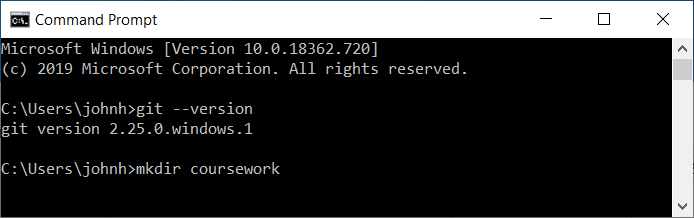 Command Prompt
Microsoft Windows [Version 10.0.18362.720]
(c) 2019 Microsoft Corporation. All rights reserved.
C:\Users\johnh>git --version
git version 2.25.0.windows.1
C:\Users\johnh>mkdir coursework